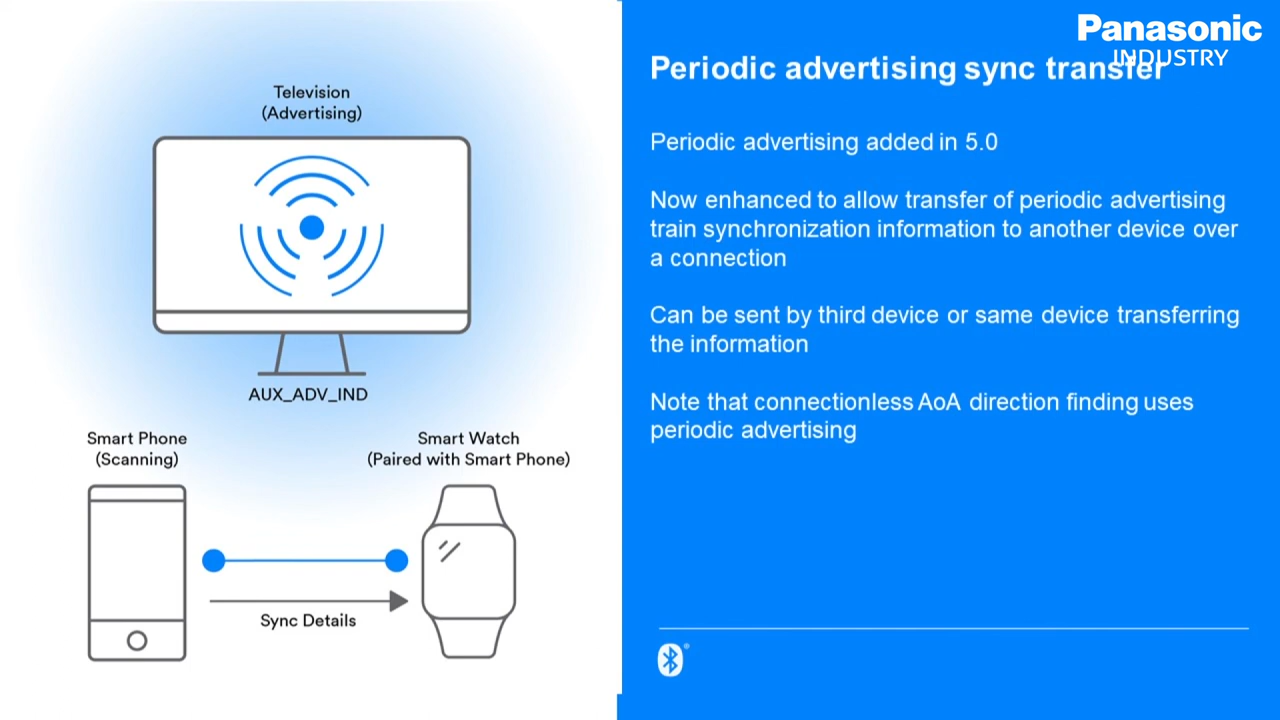 Panasonic
INDUSTRY
Periodic advertising sync transfer
Television
(Advertising)
AUX_ADV_IND
Smart Phone
(Scanning)
Smart Watch
(Paired with Smart Phone)
Sync Details
Periodic advertising added in 5.0
Now enhanced to allow transfer of periodic advertising
train synchronization information to another device over
a connection
Can be sent by third device or same device transferring
the information
Note that connectionless AoA direction finding uses
periodic advertising